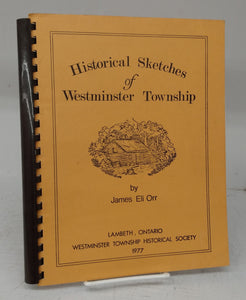 Historical Sketches
of
Westminster Township
by
James Eli Orr
LAMBETH, ONTARIO
WESTMINSTER TOWNSHIP HISTORICAL SOCIETY
1977